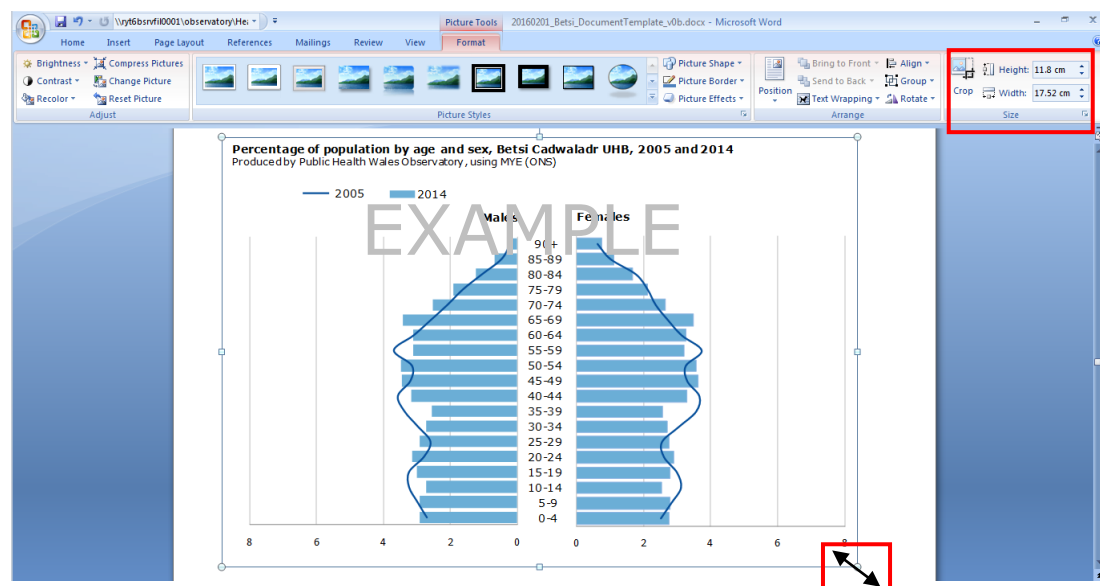 \\ryt6bsrvfil0001\observatory\Hea
Picture Tools
20160201_Betsi_DocumentTemplate_v0b.docx - Microsoft Word
Home Insert Page Layout References Mailings Review View Format
Brightness Compress Pictures
Contrast Change Picture
Recolor Reset Picture
Adjust
Picture Shape
Picture Border
Picture Effects
Picture Styles
Position
Bring to Front Align
Send to Back Group
Text Wrapping Rotate
Arrange
Crop
Height: 11.8 cm
Width: 17.52 cm
Size
Percentage of population by age and sex, Betsi Cadwaladr UHB, 2005 and 2014
Produced by Public Health Wales Observatory, using MYE (ONS)
2005 2014
EXAMPLE
Males Females
90+
85-89
80-84
75-79
70-74
65-69
60-64
55-59
50-54
45-49
40-44
35-39
30-34
25-29
20-24
15-19
10-14
5-9
0-4
8 6 4 2 0 0 2 4 6 8